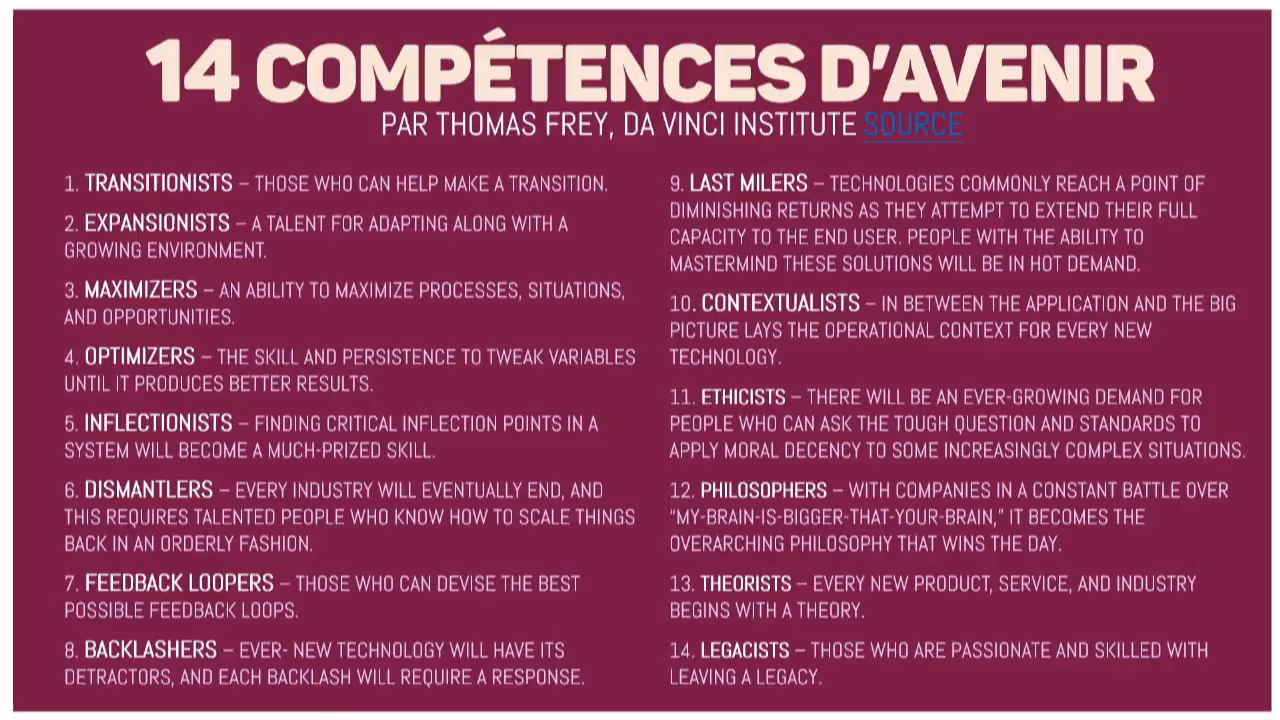 14 COMPÉTENCES D'AVENIR
PAR THOMAS FREY, DA VINCI INSTITUTE SOURCE
1. TRANSITIONISTS – THOSE WHO CAN HELP MAKE A TRANSITION.
2. EXPANSIONISTS – A TALENT FOR ADAPTING ALONG WITH A
GROWING ENVIRONMENT.
3. MAXIMIZERS – AN ABILITY TO MAXIMIZE PROCESSES, SITUATIONS,
AND OPPORTUNITIES.
4. OPTIMIZERS – THE SKILL AND PERSISTENCE TO TWEAK VARIABLES
UNTIL IT PRODUCES BETTER RESULTS.
5. INFLECTIONISTS – FINDING CRITICAL INFLECTION POINTS IN A
SYSTEM WILL BECOME A MUCH-PRIZED SKILL.
6. DISMANTLERS – EVERY INDUSTRY WILL EVENTUALLY END, AND
THIS REQUIRES TALENTED PEOPLE WHO KNOW HOW TO SCALE THINGS
BACK IN AN ORDERLY FASHION.
7. FEEDBACK LOOPERS – THOSE WHO CAN DEVISE THE BEST
POSSIBLE FEEDBACK LOOPS.
8. BACKLASHERS – EVER- NEW TECHNOLOGY WILL HAVE ITS
DETRACTORS, AND EACH BACKLASH WILL REQUIRE A RESPONSE.
9. LAST MILERS – TECHNOLOGIES COMMONLY REACH A POINT OF
DIMINISHING RETURNS AS THEY ATTEMPT TO EXTEND THEIR FULL
CAPACITY TO THE END USER. PEOPLE WITH THE ABILITY TO
MASTERMIND THESE SOLUTIONS WILL BE IN HOT DEMAND.
10. CONTEXTUALISTS – IN BETWEEN THE APPLICATION AND THE BIG
PICTURE LAYS THE OPERATIONAL CONTEXT FOR EVERY NEW
TECHNOLOGY.
11. ETHICISTS – THERE WILL BE AN EVER-GROWING DEMAND FOR
PEOPLE WHO CAN ASK THE TOUGH QUESTION AND STANDARDS TO
APPLY MORAL DECENCY TO SOME INCREASINGLY COMPLEX SITUATIONS.
12. PHILOSOPHERS – WITH COMPANIES IN A CONSTANT BATTLE OVER
“MY-BRAIN-IS-BIGGER-THAT-YOUR-BRAIN,” IT BECOMES THE
OVERARCHING PHILOSOPHY THAT WINS THE DAY.
13. THEORISTS – EVERY NEW PRODUCT, SERVICE, AND INDUSTRY
BEGINS WITH A THEORY.
14. LEGACISTS – THOSE WHO ARE PASSIONATE AND SKILLED WITH
LEAVING A LEGACY.